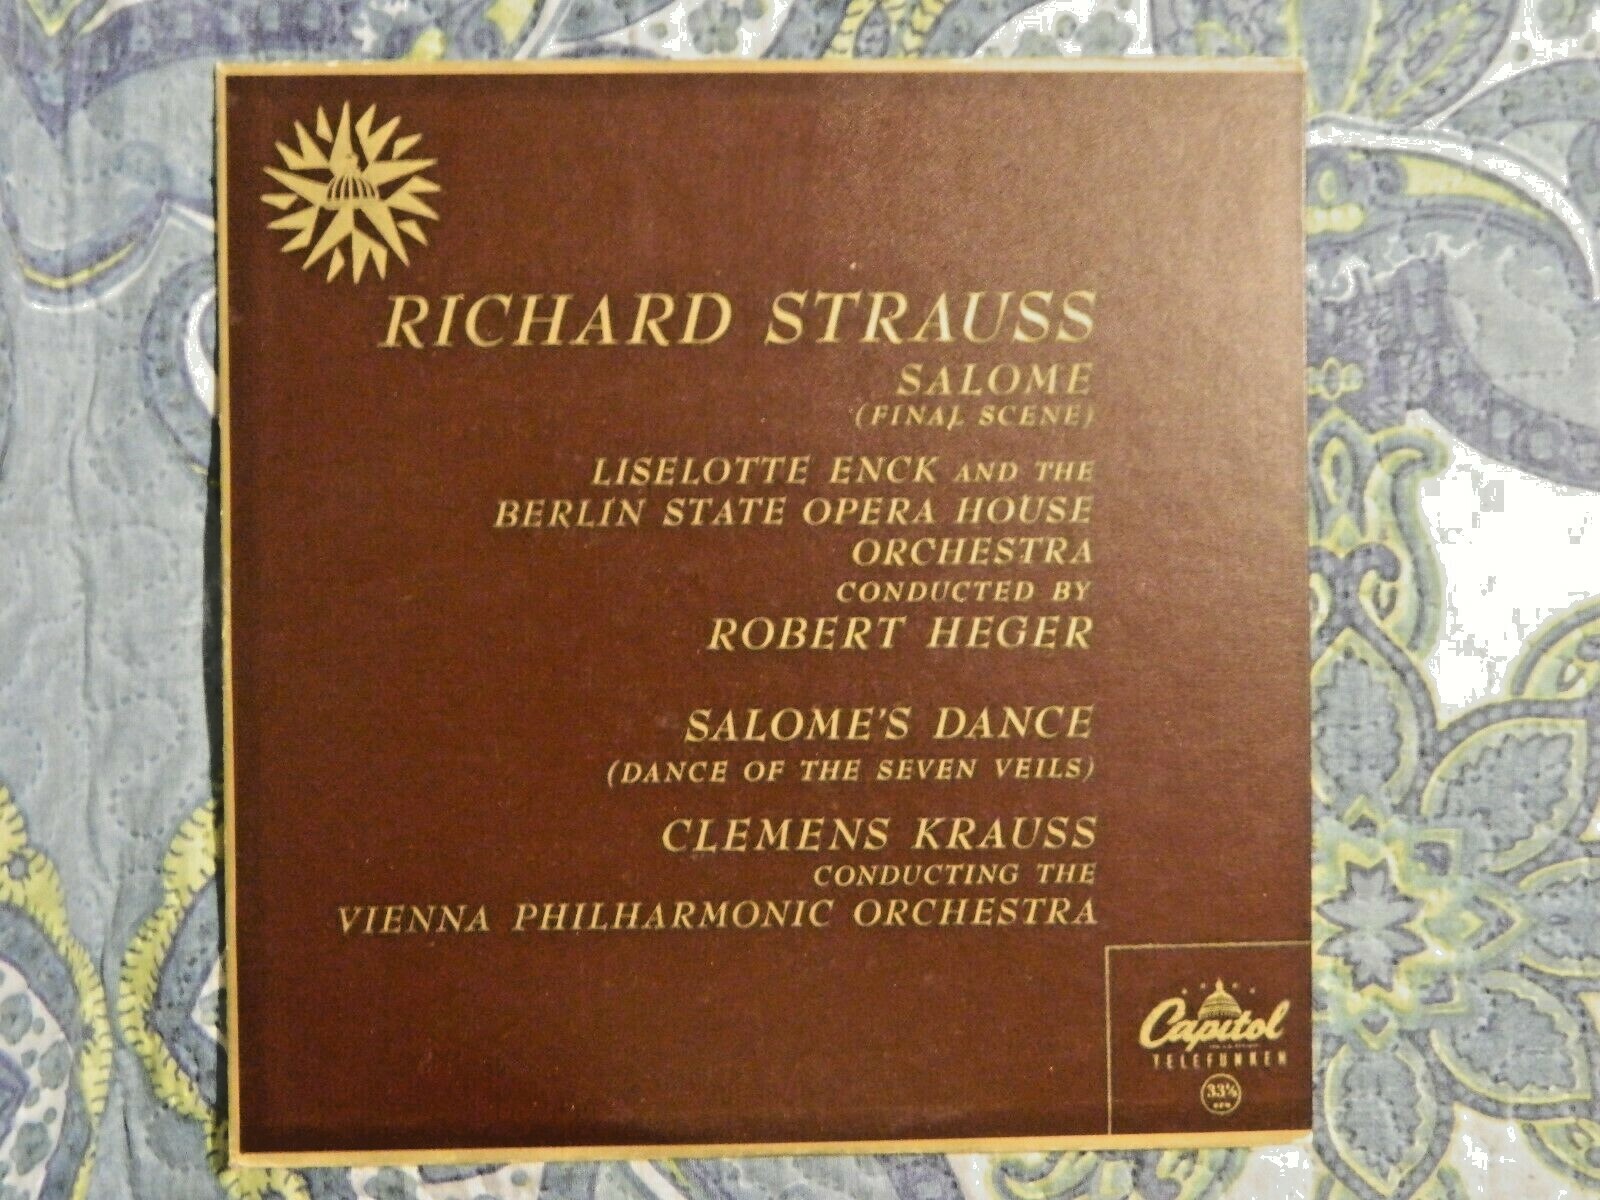 RICHARD STRAUSS
SALOME
(FINAL SCENE)
LISELOTTE ENCK AND THE
BERLIN STATE OPERA HOUSE
ORCHESTRA
CONDUCTED BY
ROBERT HEGER
SALOME'S DANCE
(DANCE OF THE SEVEN VEILS)
CLEMENS KRAUSS
CONDUCTING THE
VIENNA PHILHARMONIC ORCHESTRA
Capitol
TELEFUNKEN
33⅓
RPM